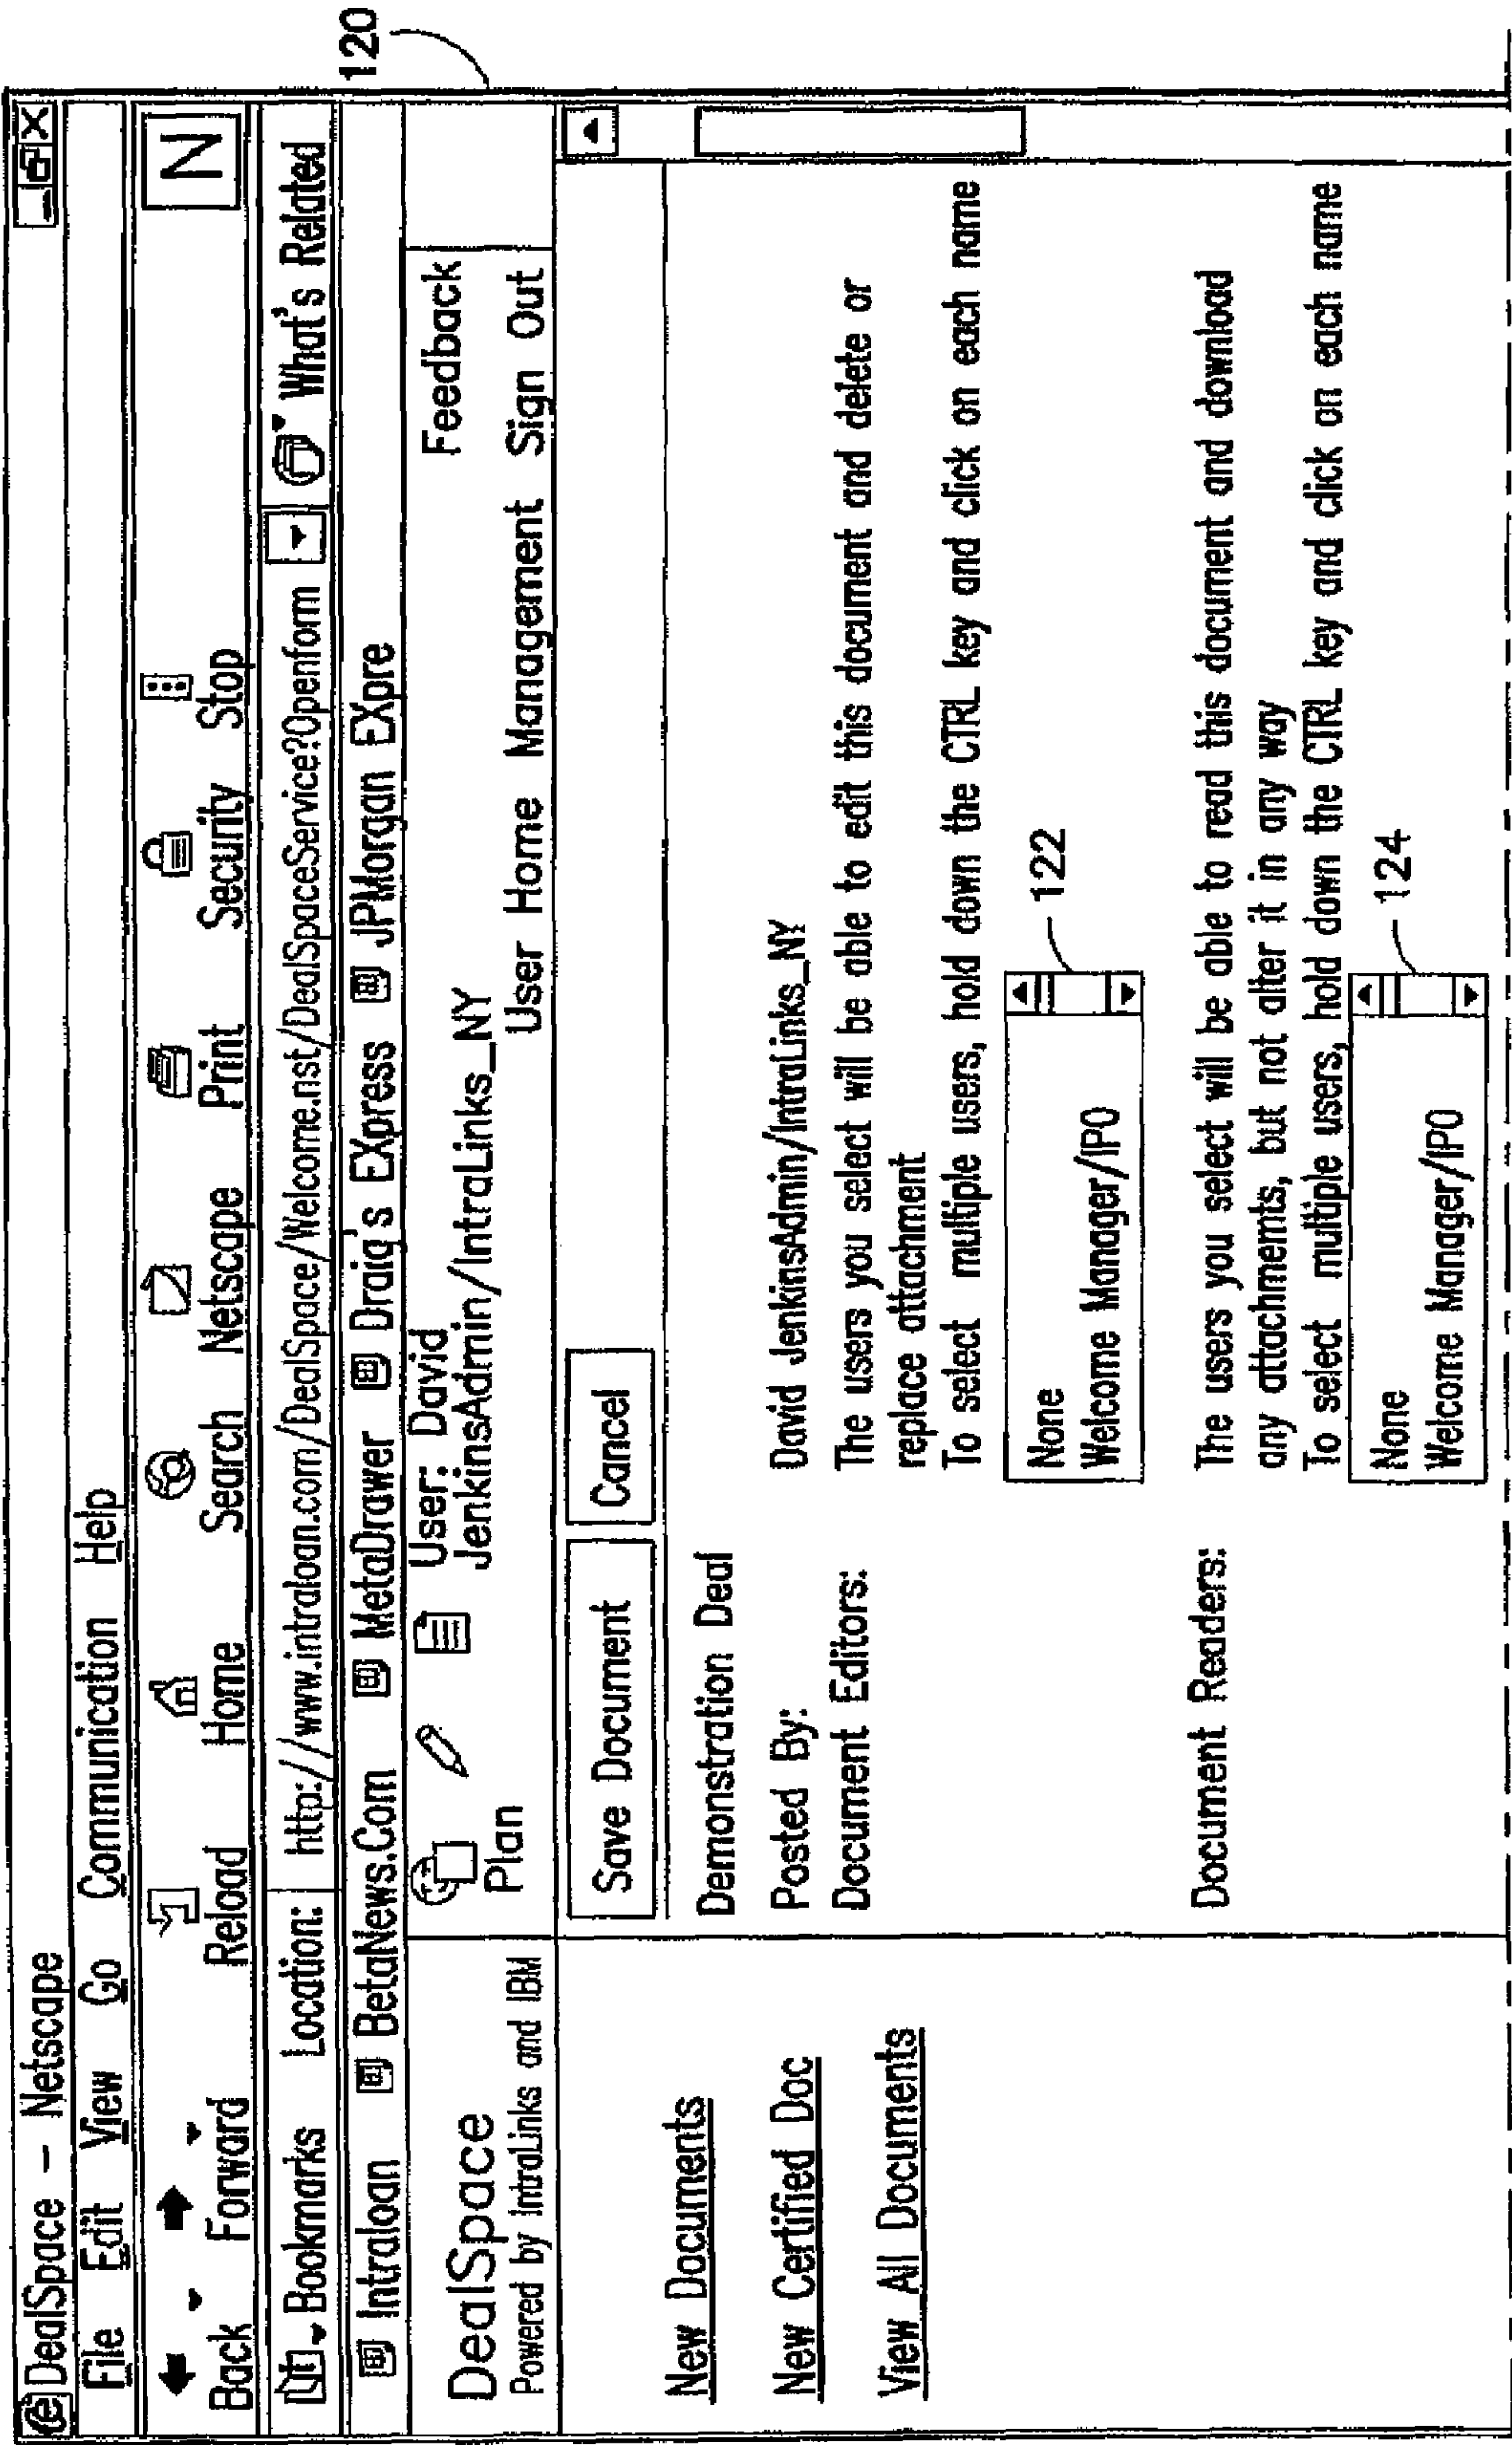 DealSpace – Netscape
File Edit View Go Communication Help
Back Forward Reload Home Search Netscape Print Security Stop
N
Bookmarks Location: http://www.intraloan.com/DealSpace/Welcome.nst/DealSpaceService?Openform What's Related
Intraloan BetaNews.Com MetaDrawer Draig's EXpress JPMorgan EXpre
120
DealSpace
Powered by IntraLinks and IBM
Plan
User: David
JenkinsAdmin/IntraLinks_NY
Feedback
User Home Management Sign Out
Save Document Cancel
New Documents
New Certified Doc
View All Documents
Demonstration Deal
Posted By: David JenkinsAdmin/IntraLinks_NY
Document Editors: The users you select will be able to edit this document and delete or
replace attachment
To select multiple users, hold down the CTRL key and click on each name
None
Welcome Manager/IPO
122
Document Readers: The users you select will be able to read this document and download
any attachments, but not alter it in any way
To select multiple users, hold down the CTRL key and click on each name
None
Welcome Manager/IPO
124